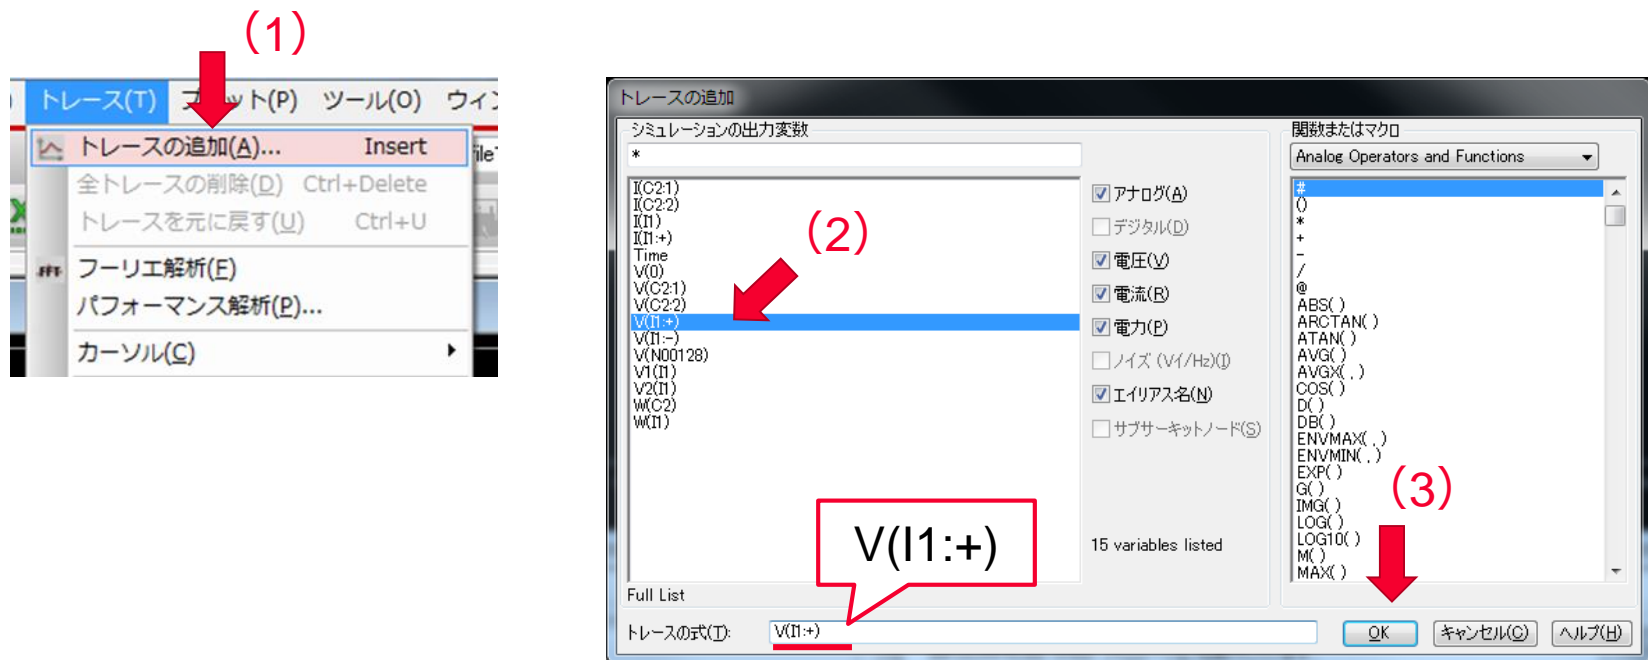 (1)
トレース(T) プロット(P) ツール(O) ウィン
トレースの追加(A)... Insert
全トレースの削除(D) Ctrl+Delete
トレースを元に戻す(U) Ctrl+U
フーリエ解析(F)
パフォーマンス解析(P)...
カーソル(C)
トレースの追加
シミュレーションの出力変数
*
I(C2:1)
I(C2:2)
I(I1)
I(I1:+)
Time
V(0)
V(C2:1)
V(C2:2)
V(I1:+)
V(I1:-)
V(N00128)
V1(I1)
V2(I1)
W(C2)
W(I1)
(2)
アナログ(A)
デジタル(D)
電圧(V)
電流(R)
電力(P)
ノイズ (V²/Hz)(I)
エイリアス名(N)
サブサーキットノード(S)
15 variables listed
関数またはマクロ
Analog Operators and Functions
#
()
*
+
-
/
@
ABS( )
ARCTAN( )
ATAN( )
AVG( )
AVGX( , )
COS( )
D( )
DB( )
ENVMAX( , )
ENVMIN( , )
EXP( )
G( )
IMG( )
LOG( )
LOG10( )
M( )
MAX( )
(3)
V(I1:+)
Full List
トレースの式(T): V(I1:+)
OK キャンセル(C) ヘルプ(H)